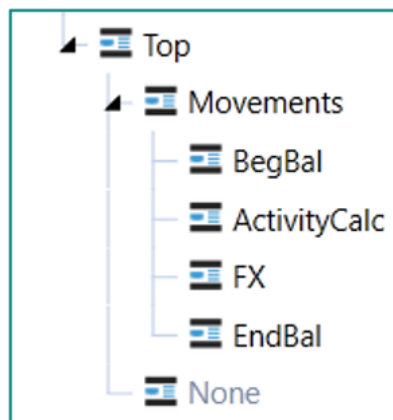 Top
Movements
BegBal
ActivityCalc
FX
EndBal
None